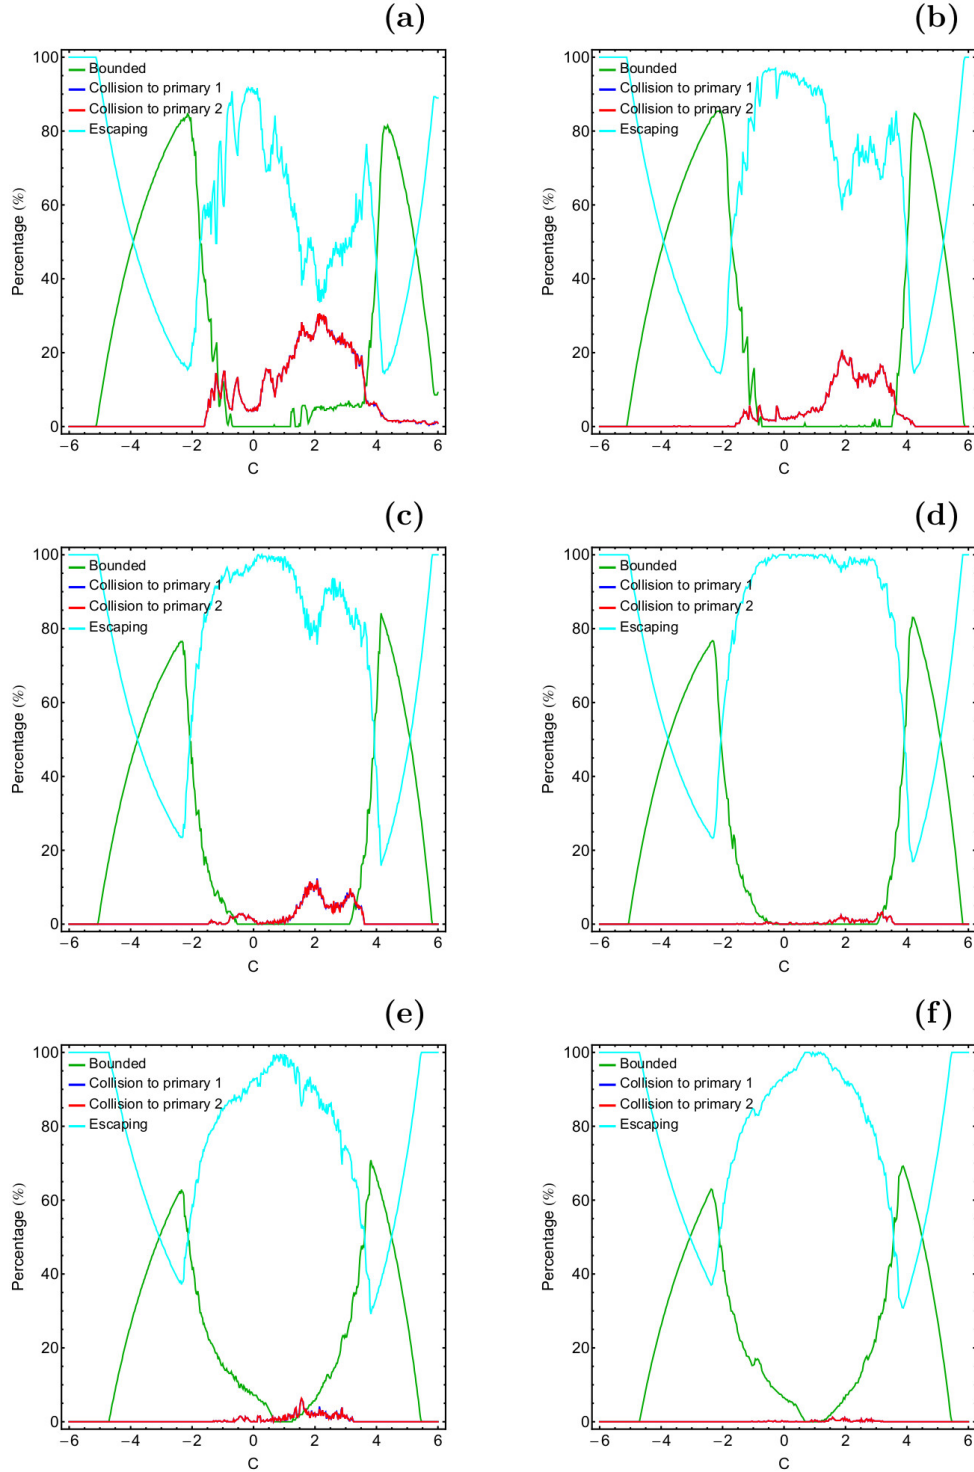 (a)
100
80
60
40
20
0
Percentage (%)
Bounded
Collision to primary 1
Collision to primary 2
Escaping
−6 −4 −2 0 2 4 6
C
(b)
100
80
60
40
20
0
Percentage (%)
Bounded
Collision to primary 1
Collision to primary 2
Escaping
−6 −4 −2 0 2 4 6
C
(c)
100
80
60
40
20
0
Percentage (%)
Bounded
Collision to primary 1
Collision to primary 2
Escaping
−6 −4 −2 0 2 4 6
C
(d)
100
80
60
40
20
0
Percentage (%)
Bounded
Collision to primary 1
Collision to primary 2
Escaping
−6 −4 −2 0 2 4 6
C
(e)
100
80
60
40
20
0
Percentage (%)
Bounded
Collision to primary 1
Collision to primary 2
Escaping
−6 −4 −2 0 2 4 6
C
(f)
100
80
60
40
20
0
Percentage (%)
Bounded
Collision to primary 1
Collision to primary 2
Escaping
−6 −4 −2 0 2 4 6
C